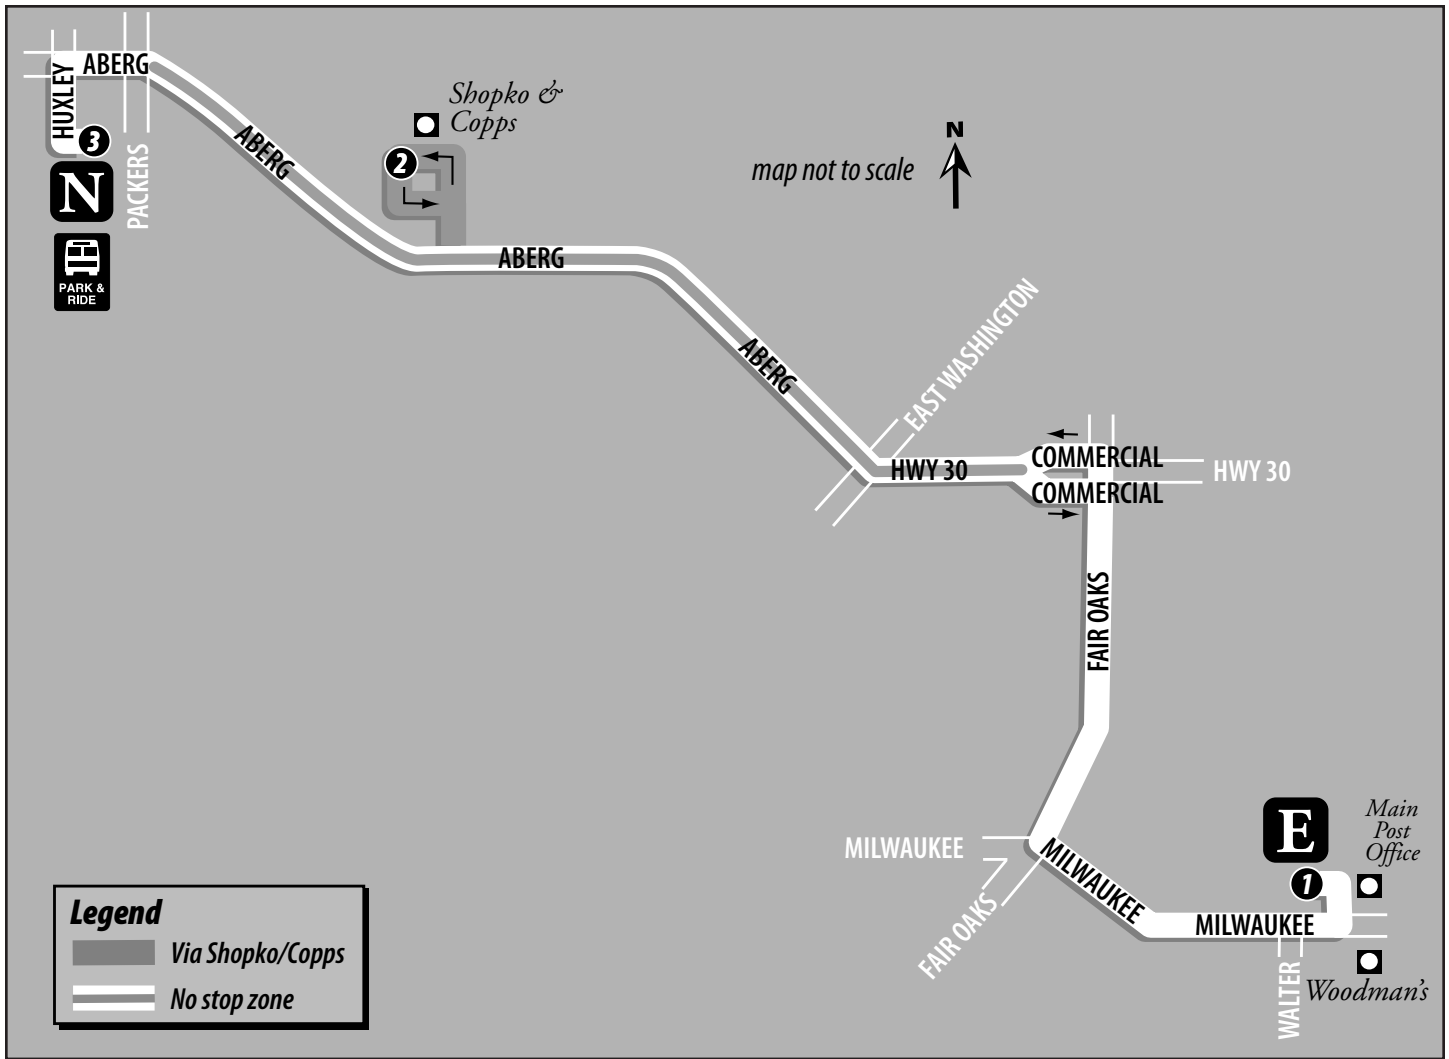 ABERG
HUXLEY
3
N
PACKERS
PARK &
RIDE
ABERG
Shopko &
Copps
2
map not to scale
N
ABERG
ABERG
EAST WASHINGTON
HWY 30
COMMERCIAL
COMMERCIAL
HWY 30
FAIR OAKS
MILWAUKEE
FAIR OAKS
MILWAUKEE
E
Main
Post
Office
1
MILWAUKEE
WALTER
Woodman's
Legend
Via Shopko/Copps
No stop zone